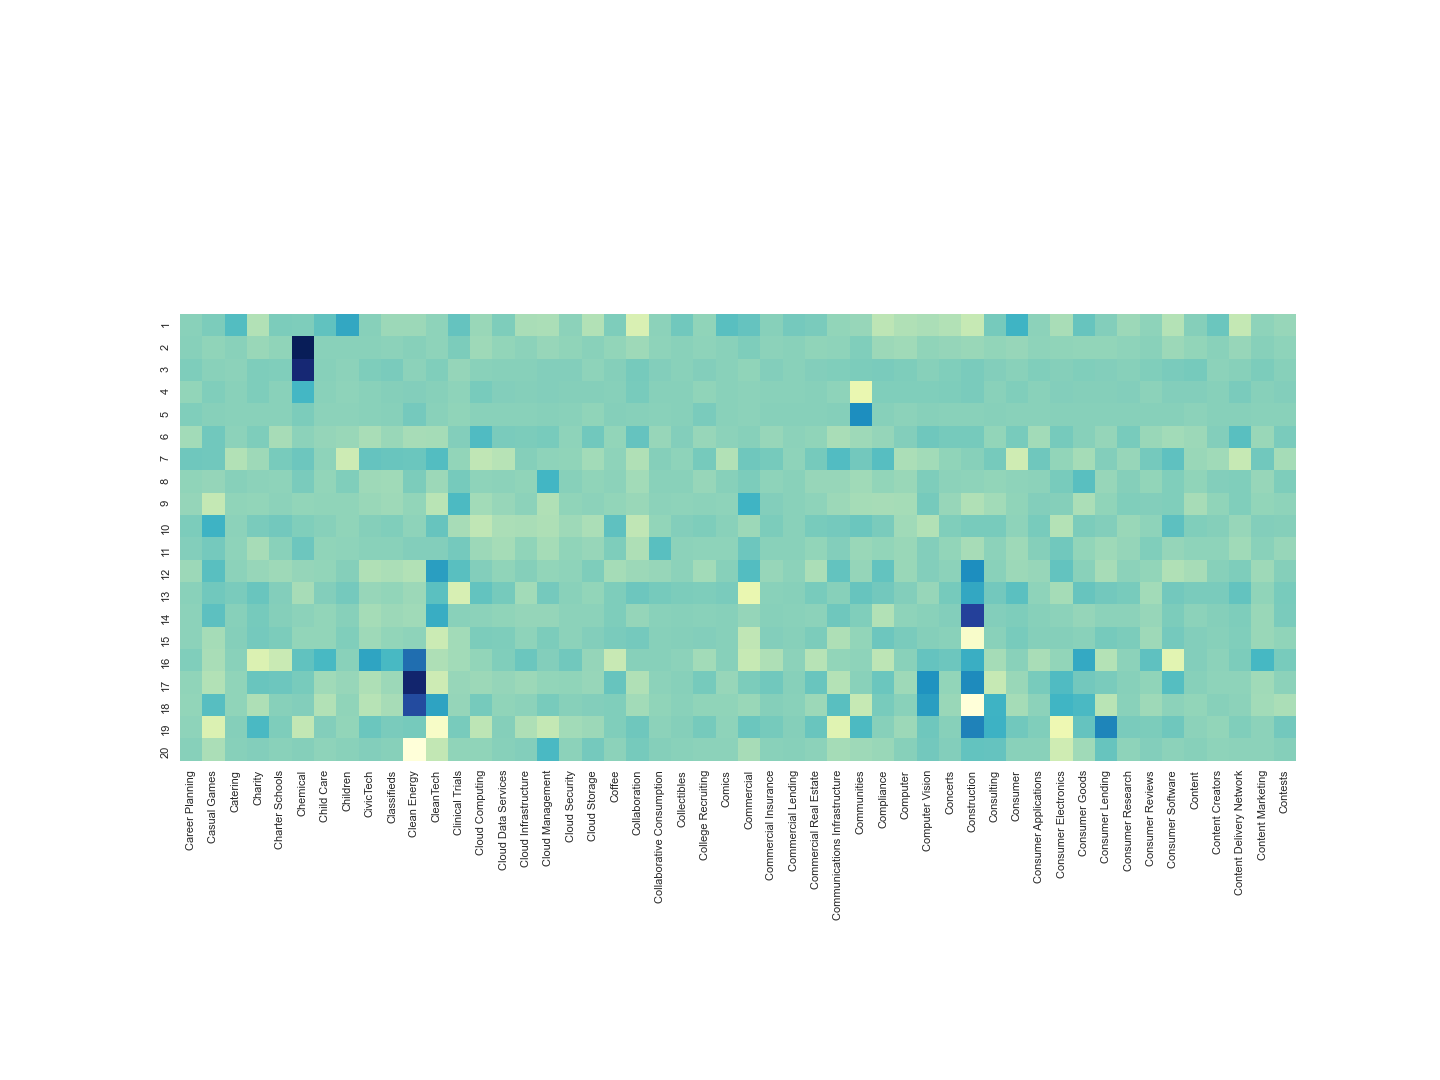 1
2
3
4
5
6
7
8
9
10
11
12
13
14
15
16
17
18
19
20
Career Planning
Casual Games
Catering
Charity
Charter Schools
Chemical
Child Care
Children
CivicTech
Classifieds
Clean Energy
CleanTech
Clinical Trials
Cloud Computing
Cloud Data Services
Cloud Infrastructure
Cloud Management
Cloud Security
Cloud Storage
Coffee
Collaboration
Collaborative Consumption
Collectibles
College Recruiting
Comics
Commercial
Commercial Insurance
Commercial Lending
Commercial Real Estate
Communications Infrastructure
Communities
Compliance
Computer
Computer Vision
Concerts
Construction
Consulting
Consumer
Consumer Applications
Consumer Electronics
Consumer Goods
Consumer Lending
Consumer Research
Consumer Reviews
Consumer Software
Content
Content Creators
Content Delivery Network
Content Marketing
Contests